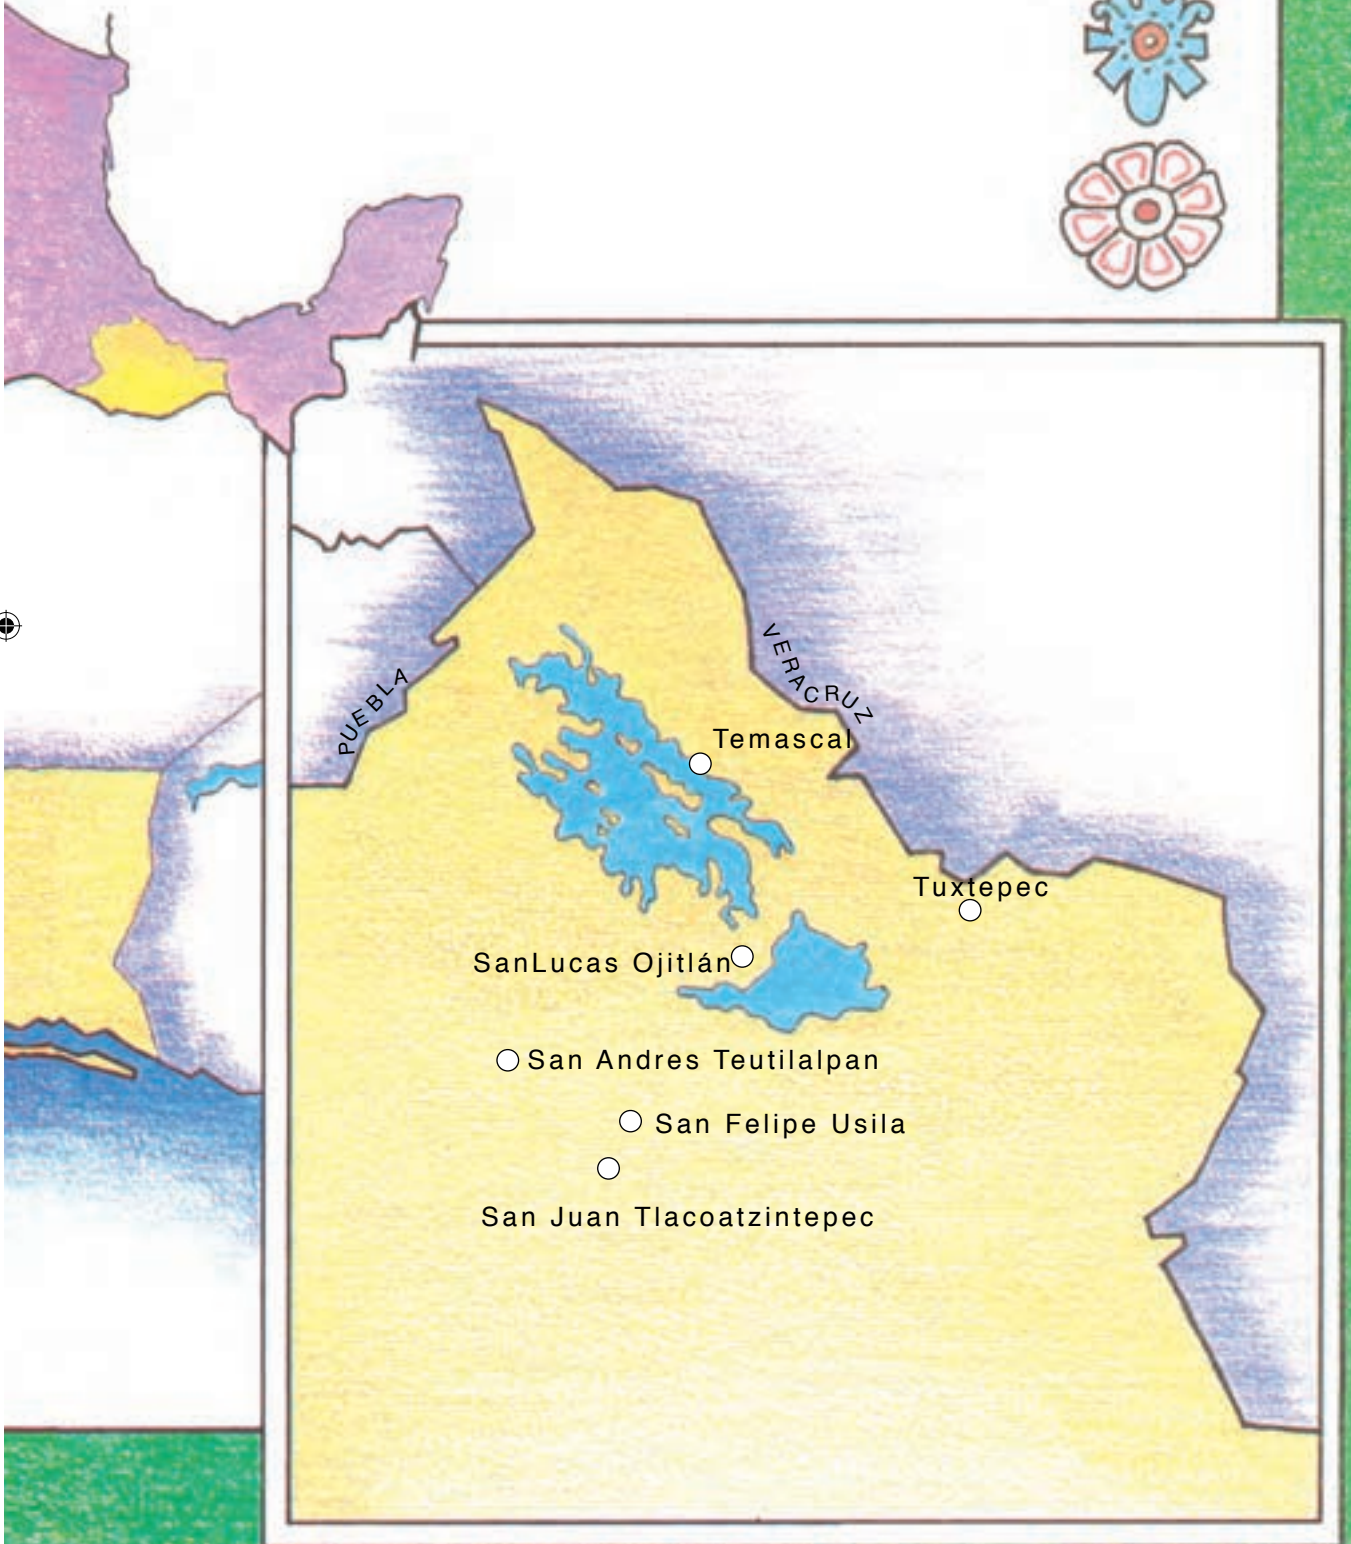 PUEBLA
VERACRUZ
Temascal
Tuxtepec
SanLucas Ojitlán
San Andres Teutilalpan
San Felipe Usila
San Juan Tlacoatzintepec